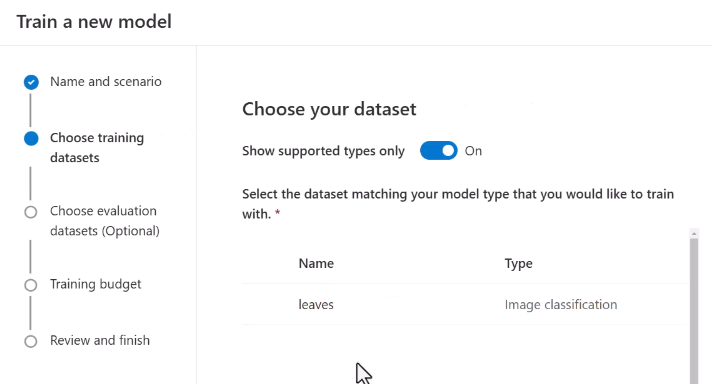 Train a new model
Name and scenario
Choose training
datasets
Choose evaluation
datasets (Optional)
Training budget
Review and finish
Choose your dataset
Show supported types only On
Select the dataset matching your model type that you would like to train
with. *
Name Type
leaves Image classification